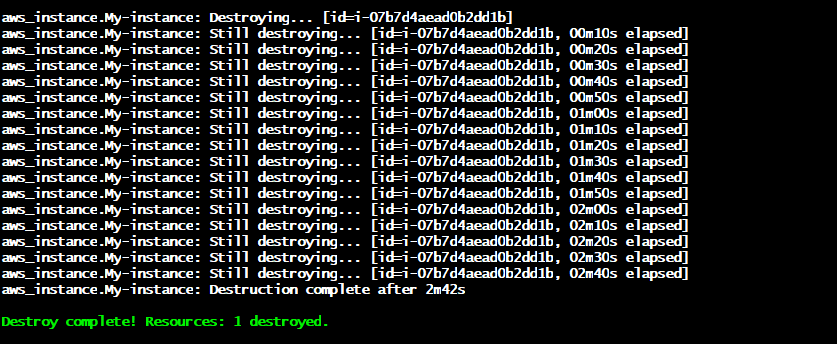 aws_instance.My-instance: Destroying... [id=i-07b7d4aead0b2dd1b]
aws_instance.My-instance: Still destroying... [id=i-07b7d4aead0b2dd1b, 00m10s elapsed]
aws_instance.My-instance: Still destroying... [id=i-07b7d4aead0b2dd1b, 00m20s elapsed]
aws_instance.My-instance: Still destroying... [id=i-07b7d4aead0b2dd1b, 00m30s elapsed]
aws_instance.My-instance: Still destroying... [id=i-07b7d4aead0b2dd1b, 00m40s elapsed]
aws_instance.My-instance: Still destroying... [id=i-07b7d4aead0b2dd1b, 00m50s elapsed]
aws_instance.My-instance: Still destroying... [id=i-07b7d4aead0b2dd1b, 01m00s elapsed]
aws_instance.My-instance: Still destroying... [id=i-07b7d4aead0b2dd1b, 01m10s elapsed]
aws_instance.My-instance: Still destroying... [id=i-07b7d4aead0b2dd1b, 01m20s elapsed]
aws_instance.My-instance: Still destroying... [id=i-07b7d4aead0b2dd1b, 01m30s elapsed]
aws_instance.My-instance: Still destroying... [id=i-07b7d4aead0b2dd1b, 01m40s elapsed]
aws_instance.My-instance: Still destroying... [id=i-07b7d4aead0b2dd1b, 01m50s elapsed]
aws_instance.My-instance: Still destroying... [id=i-07b7d4aead0b2dd1b, 02m00s elapsed]
aws_instance.My-instance: Still destroying... [id=i-07b7d4aead0b2dd1b, 02m10s elapsed]
aws_instance.My-instance: Still destroying... [id=i-07b7d4aead0b2dd1b, 02m20s elapsed]
aws_instance.My-instance: Still destroying... [id=i-07b7d4aead0b2dd1b, 02m30s elapsed]
aws_instance.My-instance: Still destroying... [id=i-07b7d4aead0b2dd1b, 02m40s elapsed]
aws_instance.My-instance: Destruction complete after 2m42s
Destroy complete! Resources: 1 destroyed.